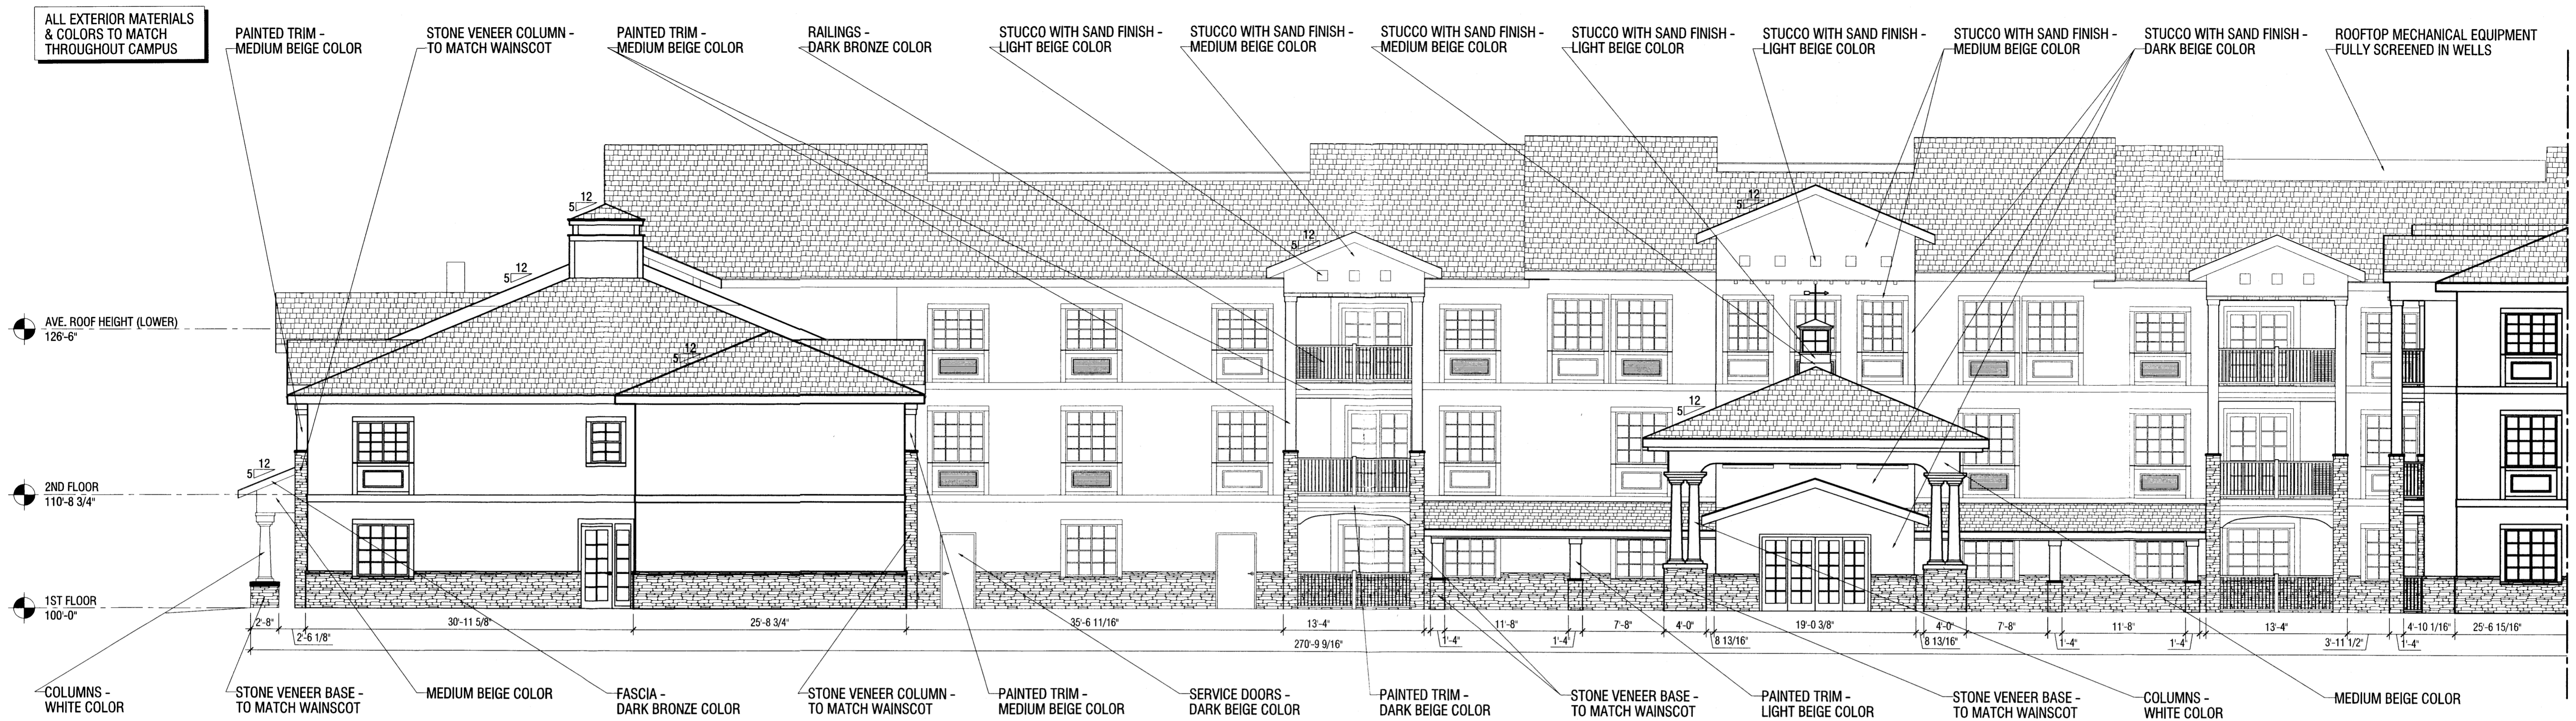 ALL EXTERIOR MATERIALS
& COLORS TO MATCH
THROUGHOUT CAMPUS
PAINTED TRIM -
MEDIUM BEIGE COLOR
STONE VENEER COLUMN -
TO MATCH WAINSCOT
PAINTED TRIM -
MEDIUM BEIGE COLOR
RAILINGS -
DARK BRONZE COLOR
STUCCO WITH SAND FINISH -
LIGHT BEIGE COLOR
STUCCO WITH SAND FINISH -
MEDIUM BEIGE COLOR
STUCCO WITH SAND FINISH -
MEDIUM BEIGE COLOR
STUCCO WITH SAND FINISH -
LIGHT BEIGE COLOR
STUCCO WITH SAND FINISH -
LIGHT BEIGE COLOR
STUCCO WITH SAND FINISH -
MEDIUM BEIGE COLOR
STUCCO WITH SAND FINISH -
DARK BEIGE COLOR
ROOFTOP MECHANICAL EQUIPMENT
FULLY SCREENED IN WELLS
12
5
12
5
12
5
12
5
AVE. ROOF HEIGHT (LOWER)
126'-6"
12
5
12
5
12
5
2ND FLOOR
110'-8 3/4"
1ST FLOOR
100'-0"
2'-8"
2'-6 1/8"
30'-11 5/8"
25'-8 3/4"
35'-6 11/16"
13'-4"
1'-4"
11'-8"
1'-4"
7'-8"
4'-0"
8 13/16"
19'-0 3/8"
4'-0"
8 13/16"
7'-8"
1'-4"
11'-8"
1'-4"
13'-4"
3'-11 1/2"
1'-4"
4'-10 1/16"
25'-6 15/16"
270'-9 9/16"
COLUMNS -
WHITE COLOR
STONE VENEER BASE -
TO MATCH WAINSCOT
MEDIUM BEIGE COLOR
FASCIA -
DARK BRONZE COLOR
STONE VENEER COLUMN -
TO MATCH WAINSCOT
PAINTED TRIM -
MEDIUM BEIGE COLOR
SERVICE DOORS -
DARK BEIGE COLOR
PAINTED TRIM -
DARK BEIGE COLOR
STONE VENEER BASE -
TO MATCH WAINSCOT
PAINTED TRIM -
LIGHT BEIGE COLOR
STONE VENEER BASE -
TO MATCH WAINSCOT
COLUMNS -
WHITE COLOR
MEDIUM BEIGE COLOR